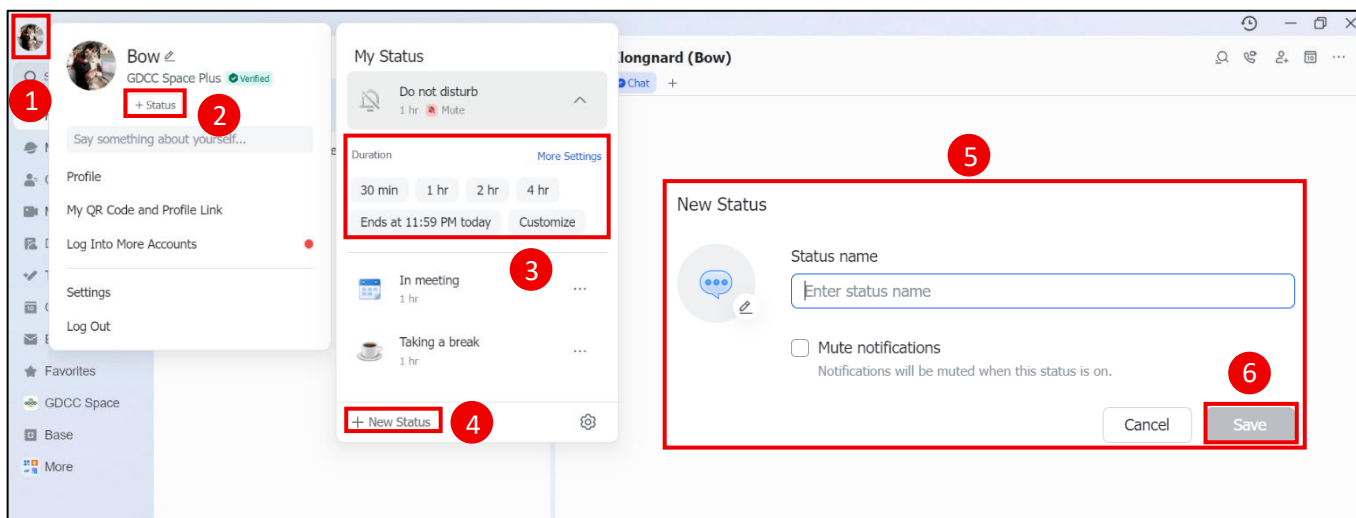 1
Bow
GDCC Space Plus Verified
+ Status
2
Say something about yourself...
Profile
My QR Code and Profile Link
Log Into More Accounts
Settings
Log Out
Favorites
GDCC Space
Base
More
My Status
Do not disturb
1 hr Mute
Duration
More Settings
30 min 1 hr 2 hr 4 hr
Ends at 11:59 PM today Customize
3
In meeting
1 hr
Taking a break
1 hr
+ New Status
4
longnard (Bow)
Chat +
5
New Status
Status name
Enter status name
Mute notifications
Notifications will be muted when this status is on.
6
Cancel Save